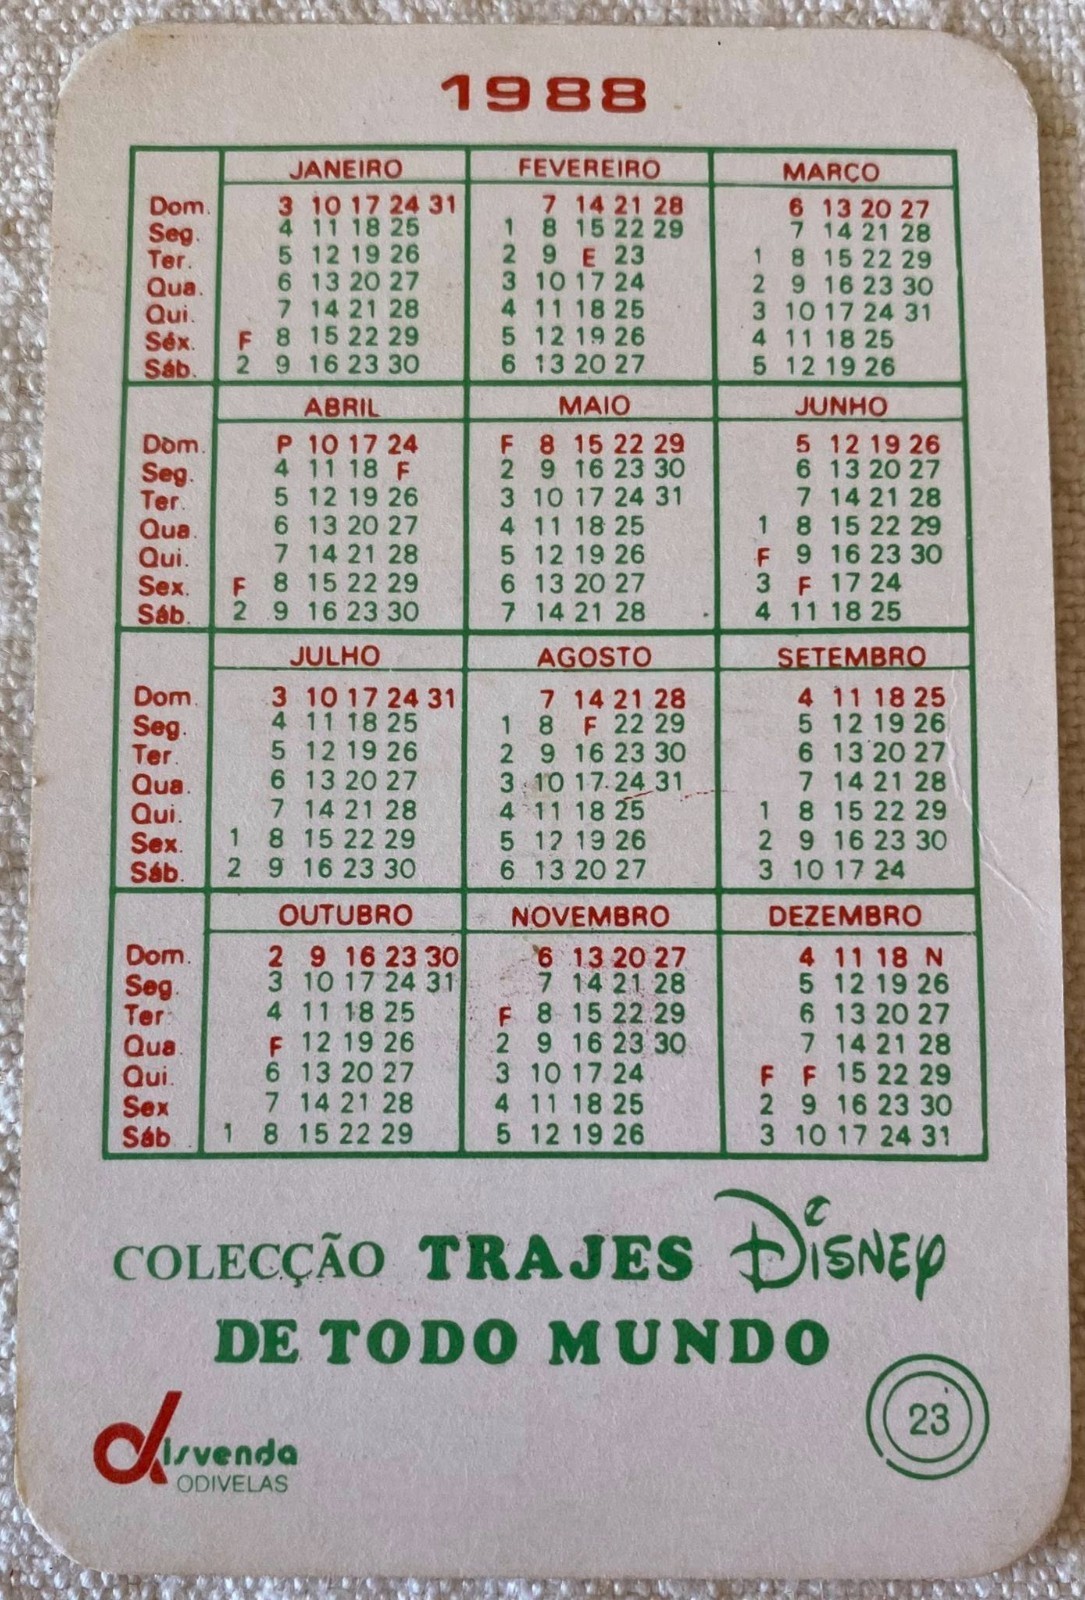 1988
JANEIRO FEVEREIRO MARÇO
Dom. 3 10 17 24 31 7 14 21 28 6 13 20 27
Seg. 4 11 18 25 1 8 15 22 29 7 14 21 28
Ter. 5 12 19 26 2 9 E 23 1 8 15 22 29
Qua. 6 13 20 27 3 10 17 24 2 9 16 23 30
Qui. 7 14 21 28 4 11 18 25 3 10 17 24 31
Séx. F 8 15 22 29 5 12 19 26 4 11 18 25
Sáb. 2 9 16 23 30 6 13 20 27 5 12 19 26
ABRIL MAIO JUNHO
Dom. P 10 17 24 F 8 15 22 29 5 12 19 26
Seg. 4 11 18 F 2 9 16 23 30 6 13 20 27
Ter. 5 12 19 26 3 10 17 24 31 7 14 21 28
Qua. 6 13 20 27 4 11 18 25 1 8 15 22 29
Qui. 7 14 21 28 5 12 19 26 F 9 16 23 30
Sex. F 8 15 22 29 6 13 20 27 3 F 17 24
Sáb. 2 9 16 23 30 7 14 21 28 4 11 18 25
JULHO AGOSTO SETEMBRO
Dom. 3 10 17 24 31 7 14 21 28 4 11 18 25
Seg. 4 11 18 25 1 8 F 22 29 5 12 19 26
Ter. 5 12 19 26 2 9 16 23 30 6 13 20 27
Qua. 6 13 20 27 3 10 17 24 31 7 14 21 28
Qui. 7 14 21 28 4 11 18 25 1 8 15 22 29
Sex. 1 8 15 22 29 5 12 19 26 2 9 16 23 30
Sáb. 2 9 16 23 30 6 13 20 27 3 10 17 24
OUTUBRO NOVEMBRO DEZEMBRO
Dom. 2 9 16 23 30 6 13 20 27 4 11 18 N
Seg. 3 10 17 24 31 7 14 21 28 5 12 19 26
Ter. 4 11 18 25 F 8 15 22 29 6 13 20 27
Qua. F 12 19 26 2 9 16 23 30 7 14 21 28
Qui. 6 13 20 27 3 10 17 24 F F 15 22 29
Sex 7 14 21 28 4 11 18 25 2 9 16 23 30
Sáb 1 8 15 22 29 5 12 19 26 3 10 17 24 31
COLECÇÃO TRAJES Disney
DE TODO MUNDO
23
disvenda
ODIVELAS